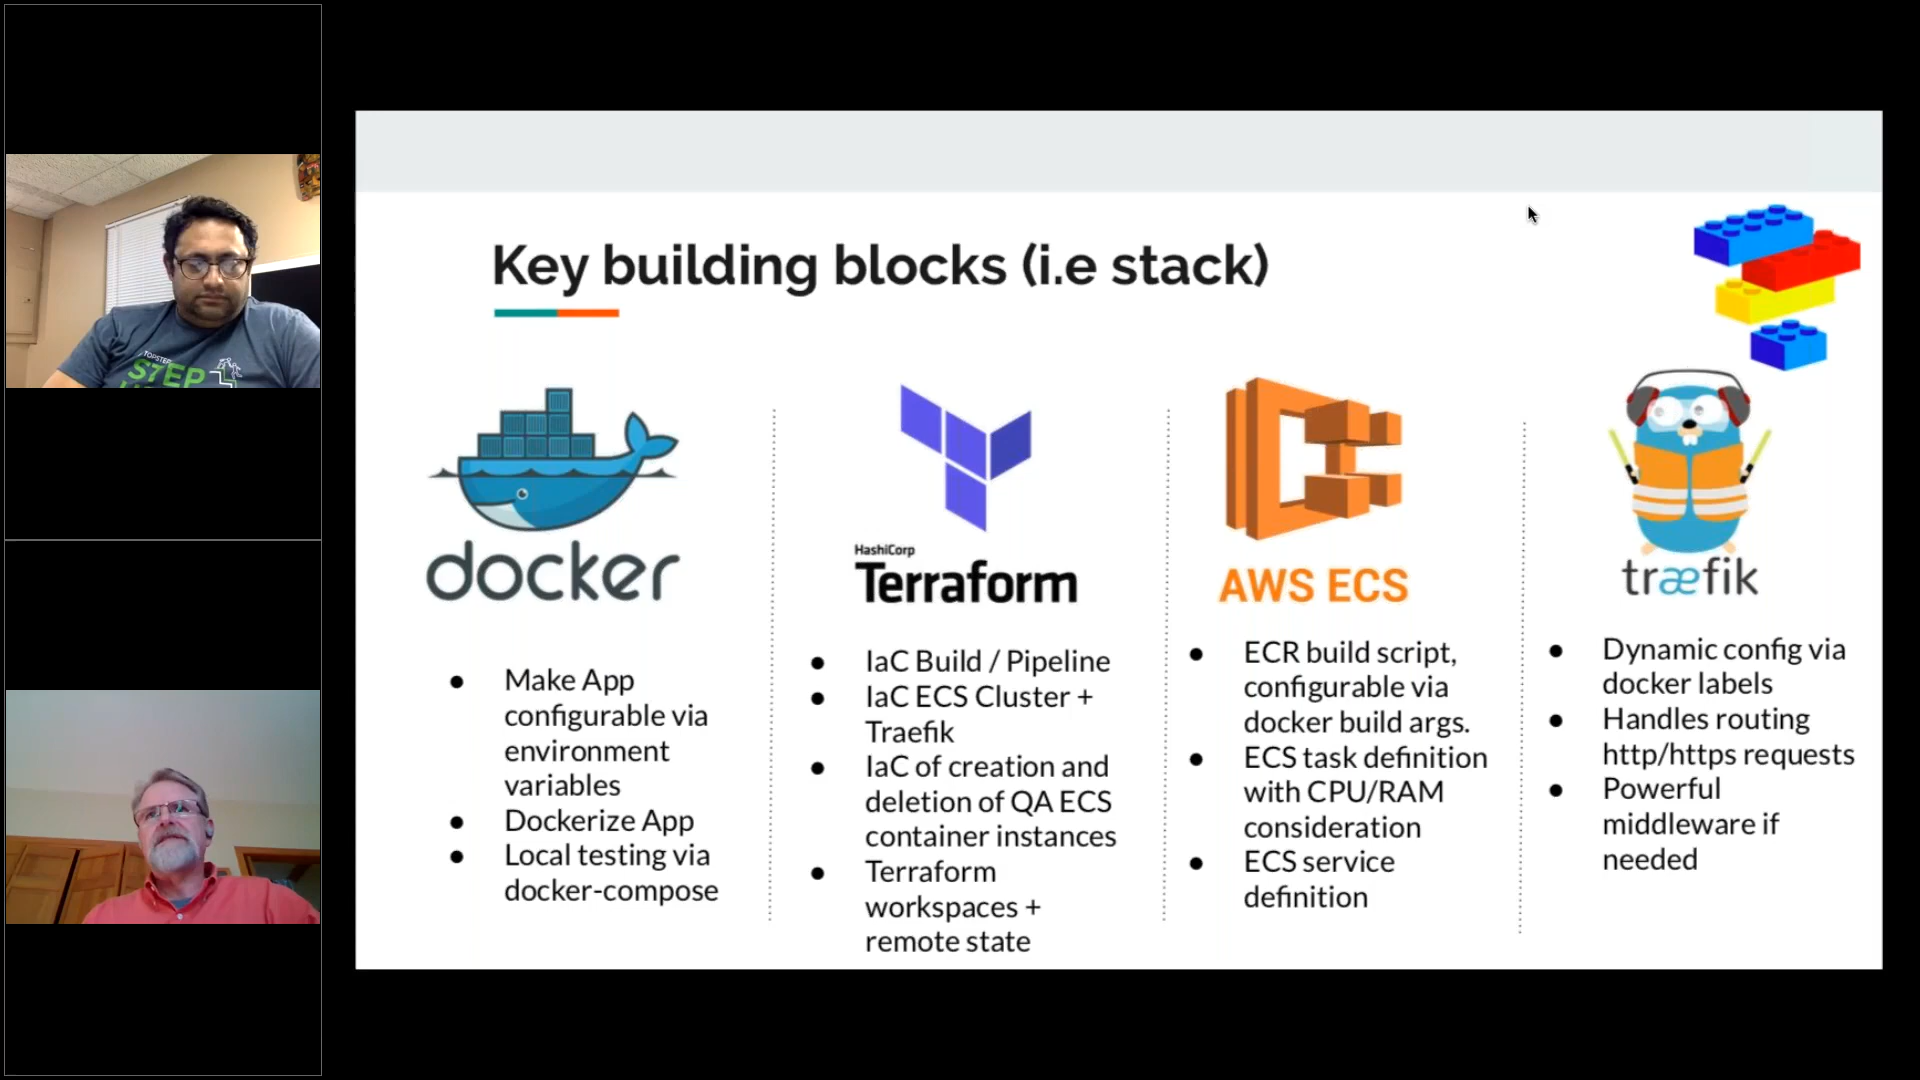 TOPSTEP
STEP
Key building blocks (i.e stack)
docker
Make App
configurable via
environment
variables
Dockerize App
Local testing via
docker-compose
HashiCorp
Terraform
IaC Build / Pipeline
IaC ECS Cluster +
Traefik
IaC of creation and
deletion of QA ECS
container instances
Terraform
workspaces +
remote state
AWS ECS
ECR build script,
configurable via
docker build args.
ECS task definition
with CPU/RAM
consideration
ECS service
definition
træfik
Dynamic config via
docker labels
Handles routing
http/https requests
Powerful
middleware if
needed